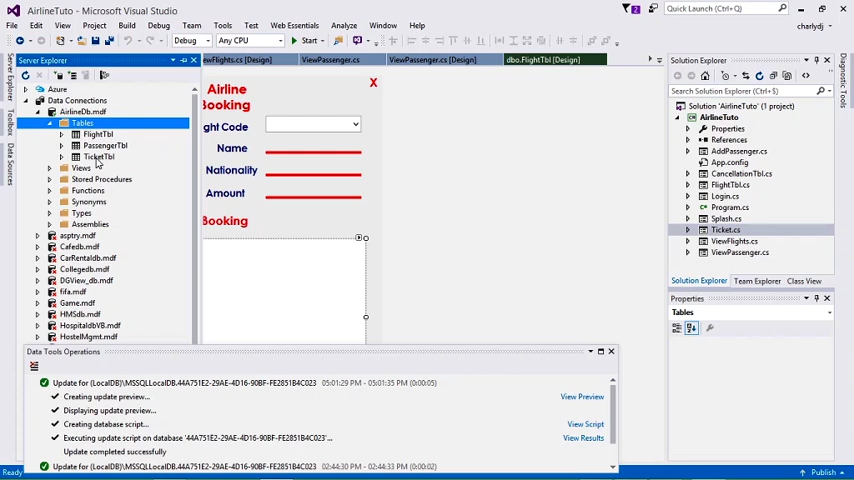 AirlineTuto - Microsoft Visual Studio
Quick Launch (Ctrl+Q)
File Edit View Project Build Debug Team Tools Test Web Essentials Analyze Window Help
charlydj
Debug Any CPU Start
Server Explorer
ViewFlights.cs [Design] ViewPassenger.cs ViewPassenger.cs [Design] dbo.FlightTbl [Design]
Solution Explorer
Search Solution Explorer (Ctrl+$)
Server Explorer
Toolbox
Data Sources
Diagnostic Tools
Azure
Data Connections
AirlineDb.mdf
Tables
FlightTbl
PassengerTbl
TicketTbl
Views
Stored Procedures
Functions
Synonyms
Types
Assemblies
asptry.mdf
Cafedb.mdf
CarRentaldb.mdf
Collegedb.mdf
DGView_db.mdf
fifa.mdf
Game.mdf
HMSdb.mdf
HospitaldbVB.mdf
HostelMgmt.mdf
Airline
Booking
X
ght Code
Name
Nationality
Amount
Booking
Solution 'AirlineTuto' (1 project)
AirlineTuto
Properties
References
AddPassenger.cs
App.config
CancellationTbl.cs
FlightTbl.cs
Login.cs
Program.cs
Splash.cs
Ticket.cs
ViewFlights.cs
ViewPassenger.cs
Solution Explorer Team Explorer Class View
Properties
Tables
Data Tools Operations
Update for (LocalDB)\MSSQLLocalDB.44A751E2-29AE-4D16-90BF-FE2851B4C023 05:01:29 PM - 05:01:35 PM (0:00:05)
Creating update preview... View Preview
Displaying update preview...
Creating database script... View Script
Executing update script on database '44A751E2-29AE-4D16-90BF-FE2851B4C023'... View Results
Update completed successfully
Update for (LocalDB)\MSSQLLocalDB.44A751E2-29AE-4D16-90BF-FE2851B4C023 02:44:30 PM - 02:44:33 PM (0:00:02)
Ready
Publish